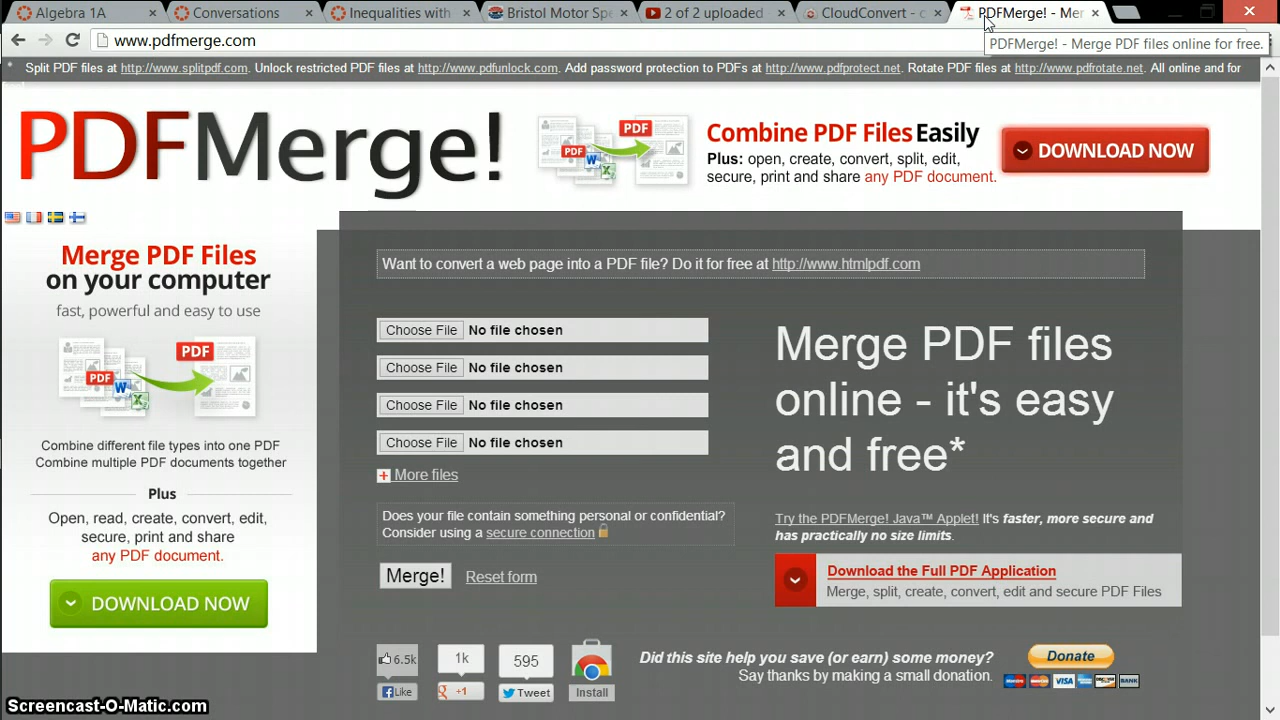 Algebra 1A
Conversations
Inequalities with
Bristol Motor Spe
2 of 2 uploaded
CloudConvert - c
PDFMerge! - Mer
www.pdfmerge.com
PDFMerge! - Merge PDF files online for free.
* Split PDF files at http://www.splitpdf.com. Unlock restricted PDF files at http://www.pdfunlock.com. Add password protection to PDFs at http://www.pdfprotect.net. Rotate PDF files at http://www.pdfrotate.net. All online and for
PDFMerge!
PDF
PDF
Combine PDF Files Easily
Plus: open, create, convert, split, edit,
secure, print and share any PDF document.
DOWNLOAD NOW
Merge PDF Files
on your computer
fast, powerful and easy to use
PDF
PDF
Combine different file types into one PDF
Combine multiple PDF documents together
Plus
Open, read, create, convert, edit,
secure, print and share
any PDF document.
DOWNLOAD NOW
Want to convert a web page into a PDF file? Do it for free at http://www.htmlpdf.com
Choose File No file chosen
Choose File No file chosen
Choose File No file chosen
Choose File No file chosen
+ More files
Does your file contain something personal or confidential?
Consider using a secure connection
Merge! Reset form
Merge PDF files
online - it's easy
and free*
Try the PDFMerge! Java™ Applet! It's faster, more secure and
has practically no size limits.
Download the Full PDF Application
Merge, split, create, convert, edit and secure PDF Files
6.5k
Like
1k
+1
595
Tweet
Install
Did this site help you save (or earn) some money?
Say thanks by making a small donation.
Donate
VISA
BANK
Screencast-O-Matic.com